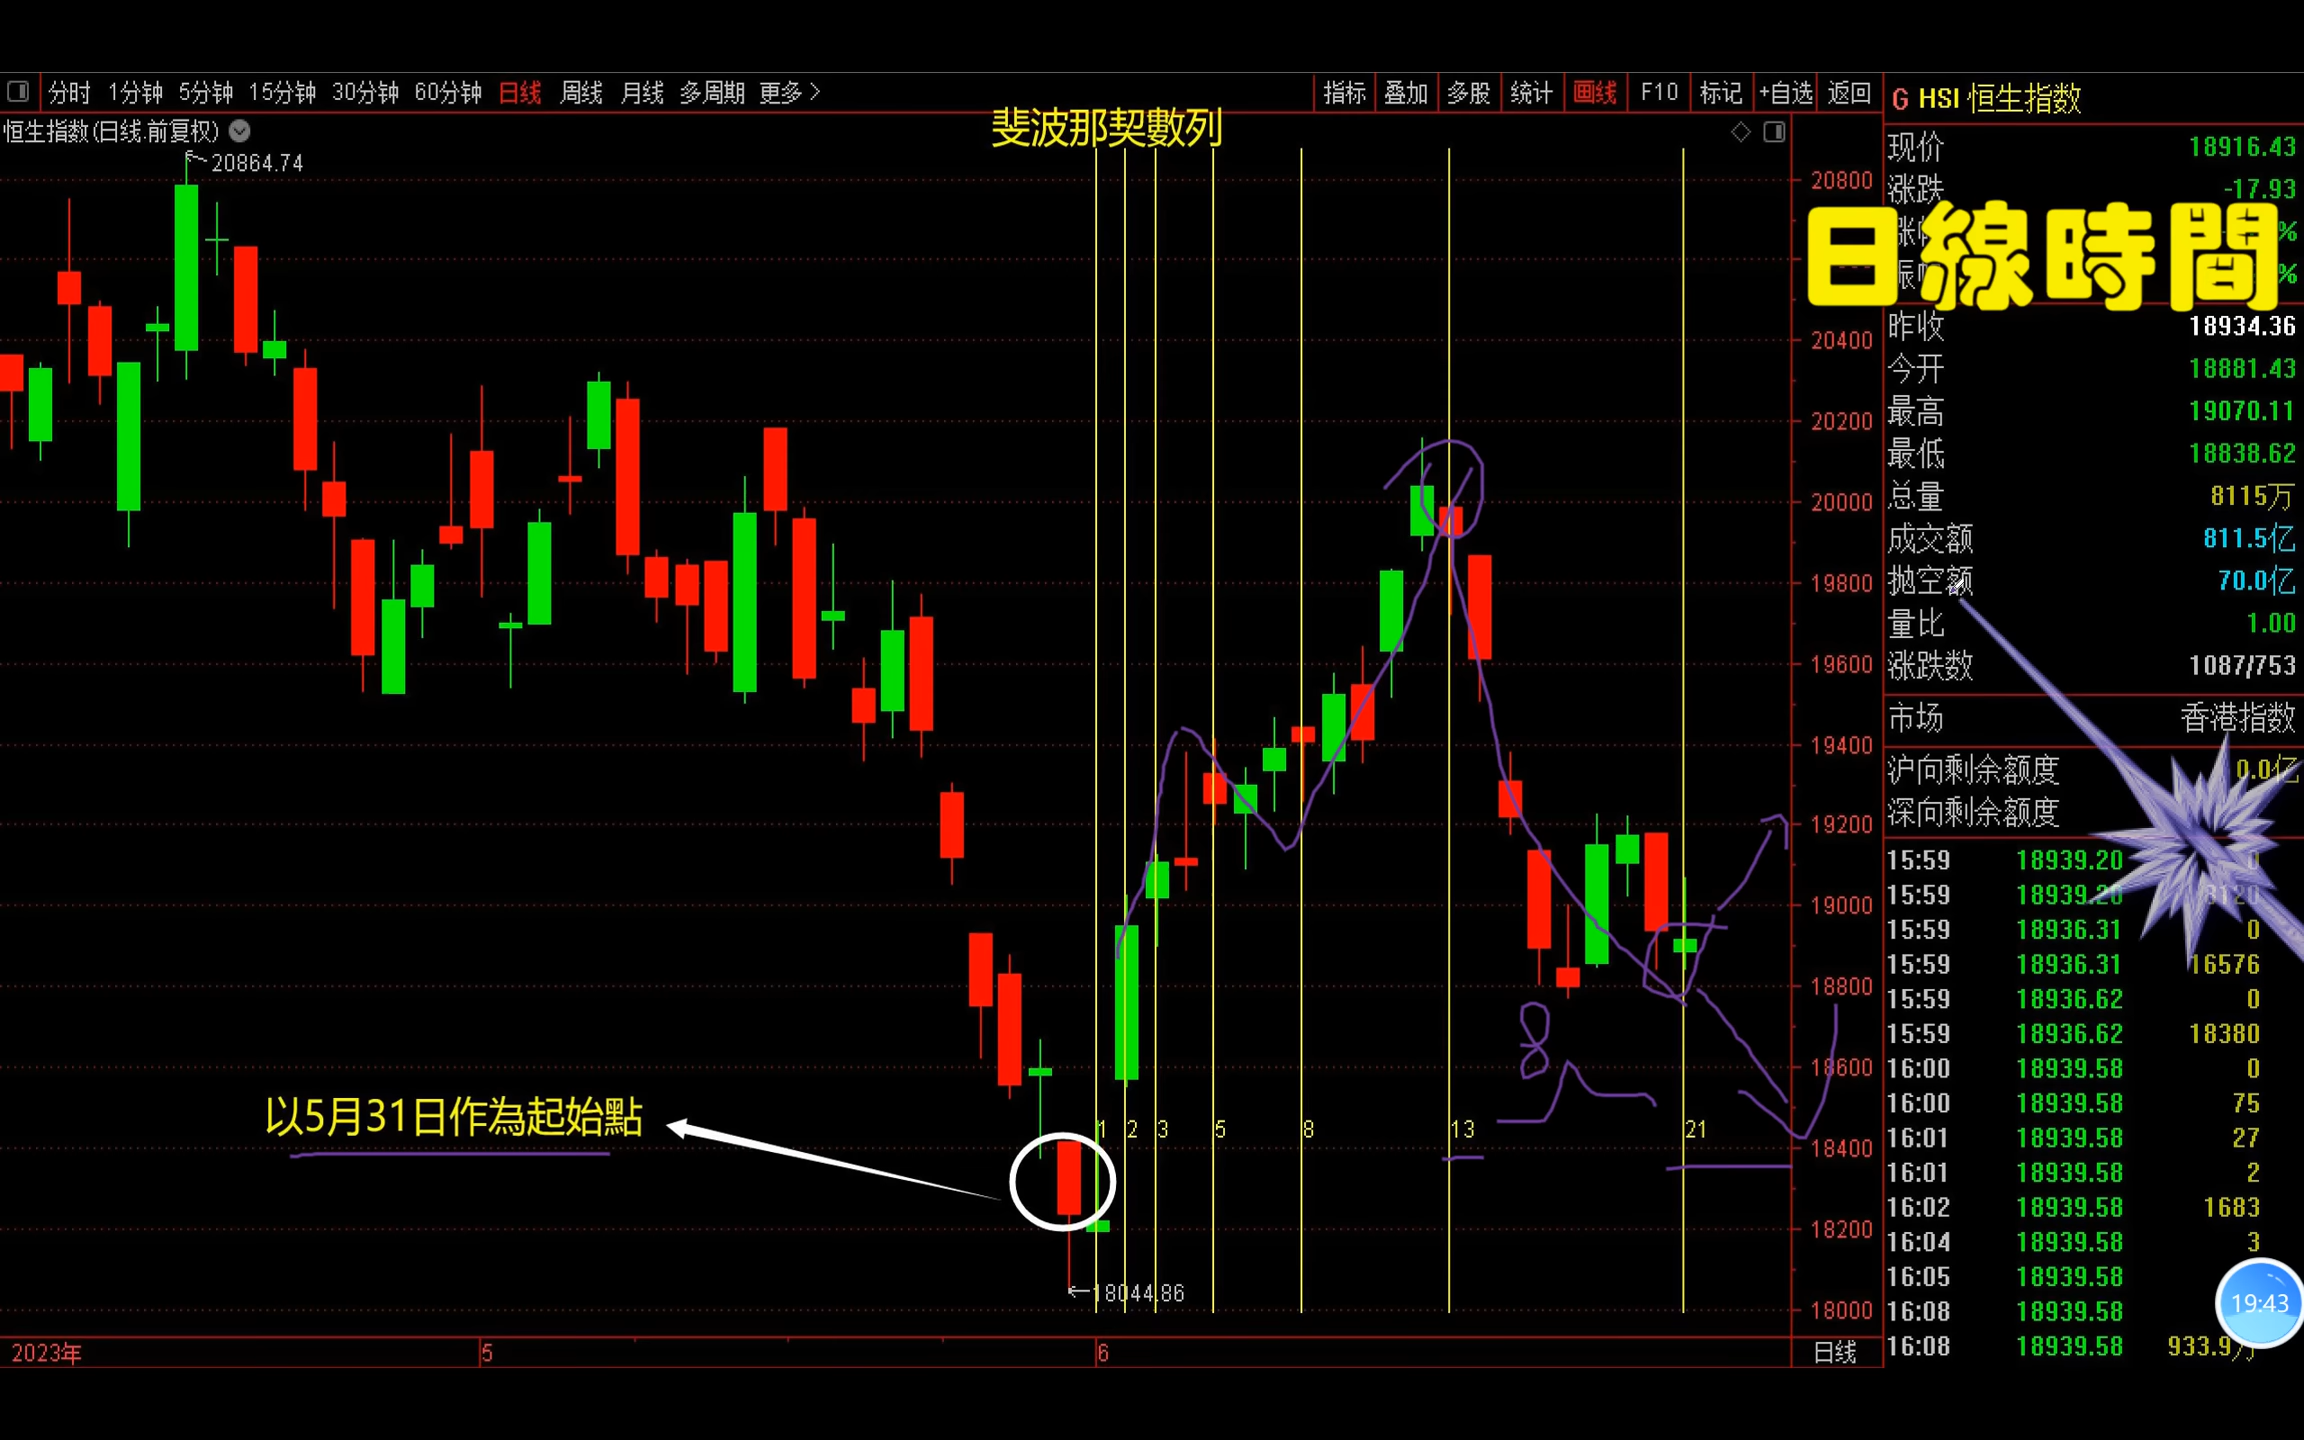 分时 1分钟 5分钟 15分钟 30分钟 60分钟 日线 周线 月线 多周期 更多 >
指标 叠加 多股 统计 画线 F10 标记 +自选 返回
G HSI 恒生指数
恒生指数(日线.前复权)
斐波那契數列
20864.74
日線時間
20800
20400
20200
20000
19800
19600
19400
19200
19000
18800
18600
18400
18200
18000
现价 18916.43
涨跌 -17.93
%
%
昨收 18934.36
今开 18881.43
最高 19070.11
最低 18838.62
总量 8115万
成交额 811.5亿
抛空额 70.0亿
量比 1.00
涨跌数 1087/753
市场 香港指数
沪向剩余额度 0.0亿
深向剩余额度
15:59 18939.20 0
15:59 18939.20 8120
15:59 18936.31 0
15:59 18936.31 16576
15:59 18936.62 0
15:59 18936.62 18380
16:00 18939.58 0
16:00 18939.58 75
16:01 18939.58 27
16:01 18939.58 2
16:02 18939.58 1683
16:04 18939.58 3
16:05 18939.58
16:08 18939.58
16:08 18939.58 933.9万
19:43
8
以5月31日作為起始點
1 2 3 5 8 13 21
18044.86
2023年 5 6 日线